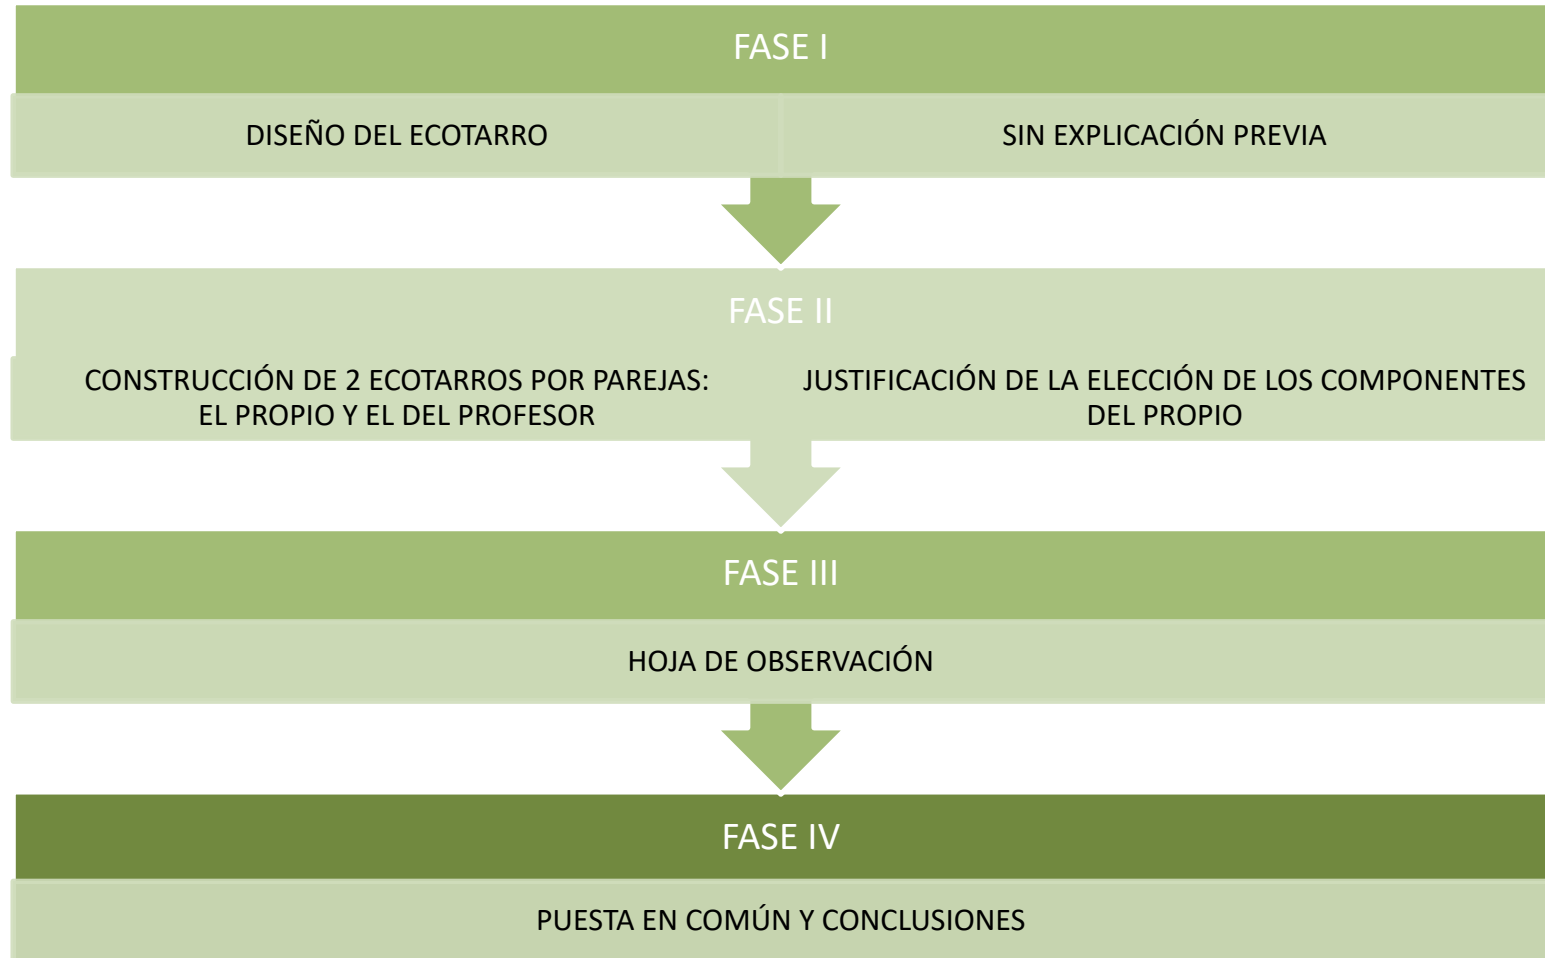 FASE I
DISEÑO DEL ECOTARRO
SIN EXPLICACIÓN PREVIA
FASE II
CONSTRUCCIÓN DE 2 ECOTARROS POR PAREJAS:
EL PROPIO Y EL DEL PROFESOR
JUSTIFICACIÓN DE LA ELECCIÓN DE LOS COMPONENTES
DEL PROPIO
FASE III
HOJA DE OBSERVACIÓN
FASE IV
PUESTA EN COMÚN Y CONCLUSIONES